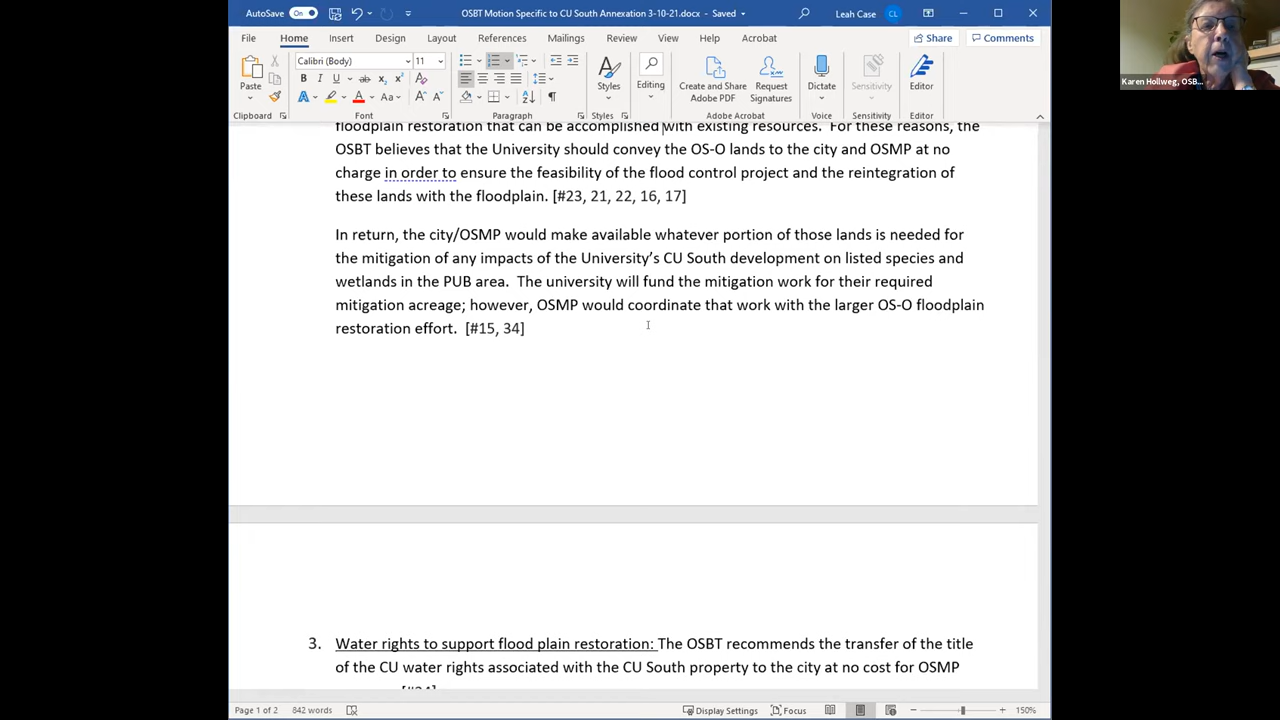 AutoSave On OSBT Motion Specific to CU South Annexation 3-10-21.docx - Saved Leah Case CL
File Home Insert Design Layout References Mailings Review View Help Acrobat Share Comments
Calibri (Body) 11
Paste Styles Editing Create and Share Adobe PDF Request Signatures Dictate Sensitivity Editor
Clipboard Font Paragraph Styles Adobe Acrobat Voice Sensitivity Editor
Karen Hollweg, OSB...
floodplain restoration that can be accomplished with existing resources. For these reasons, the
OSBT believes that the University should convey the OS-O lands to the city and OSMP at no
charge in order to ensure the feasibility of the flood control project and the reintegration of
these lands with the floodplain. [#23, 21, 22, 16, 17]
In return, the city/OSMP would make available whatever portion of those lands is needed for
the mitigation of any impacts of the University's CU South development on listed species and
wetlands in the PUB area. The university will fund the mitigation work for their required
mitigation acreage; however, OSMP would coordinate that work with the larger OS-O floodplain
restoration effort. [#15, 34]
3. Water rights to support flood plain restoration: The OSBT recommends the transfer of the title
of the CU water rights associated with the CU South property to the city at no cost for OSMP
Page 1 of 2 842 words Display Settings Focus 150%